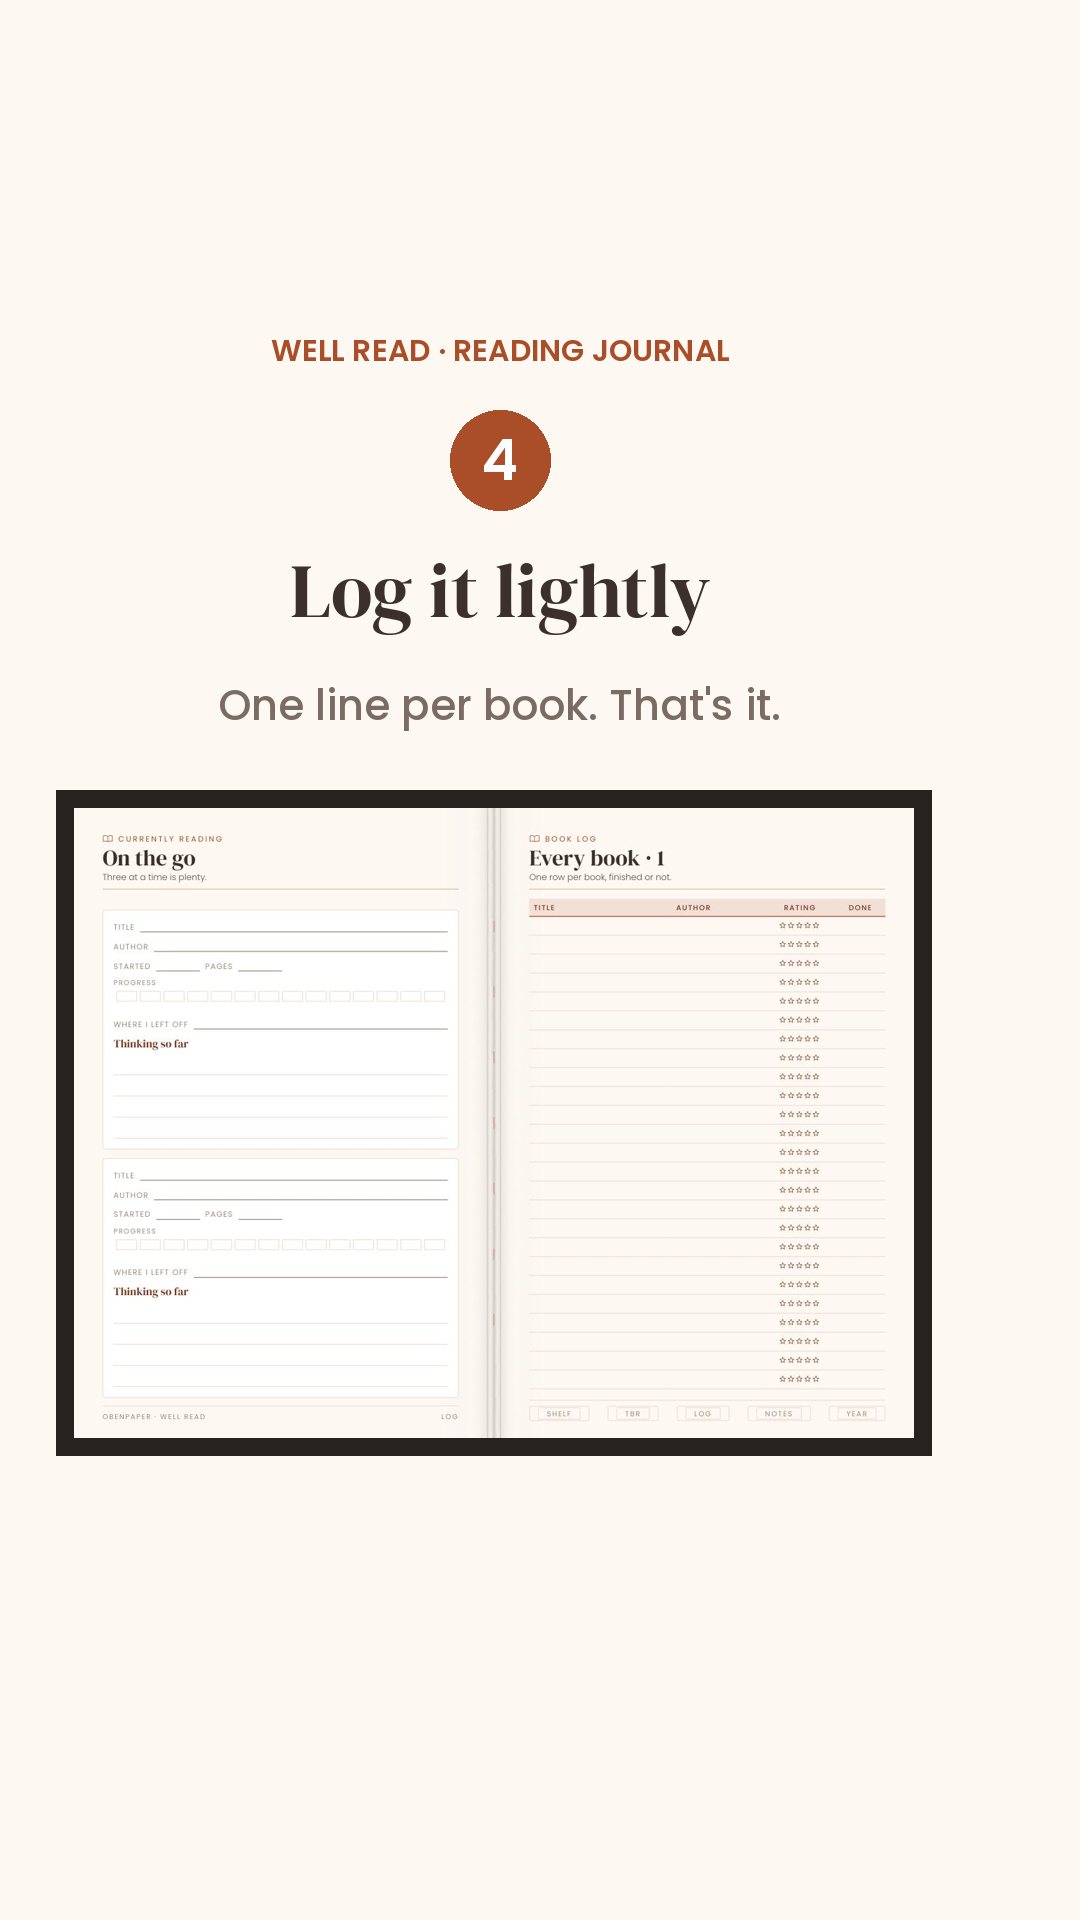 WELL READ · READING JOURNAL
4
Log it lightly
One line per book. That's it.
CURRENTLY READING
On the go
Three at a time is plenty.
TITLE
AUTHOR
STARTED PAGES
PROGRESS
WHERE I LEFT OFF
Thinking so far
TITLE
AUTHOR
STARTED PAGES
PROGRESS
WHERE I LEFT OFF
Thinking so far
OBENPAPER · WELL READ LOG
BOOK LOG
Every book · 1
One row per book, finished or not.
TITLE AUTHOR RATING DONE
SHELF TBR LOG NOTES YEAR